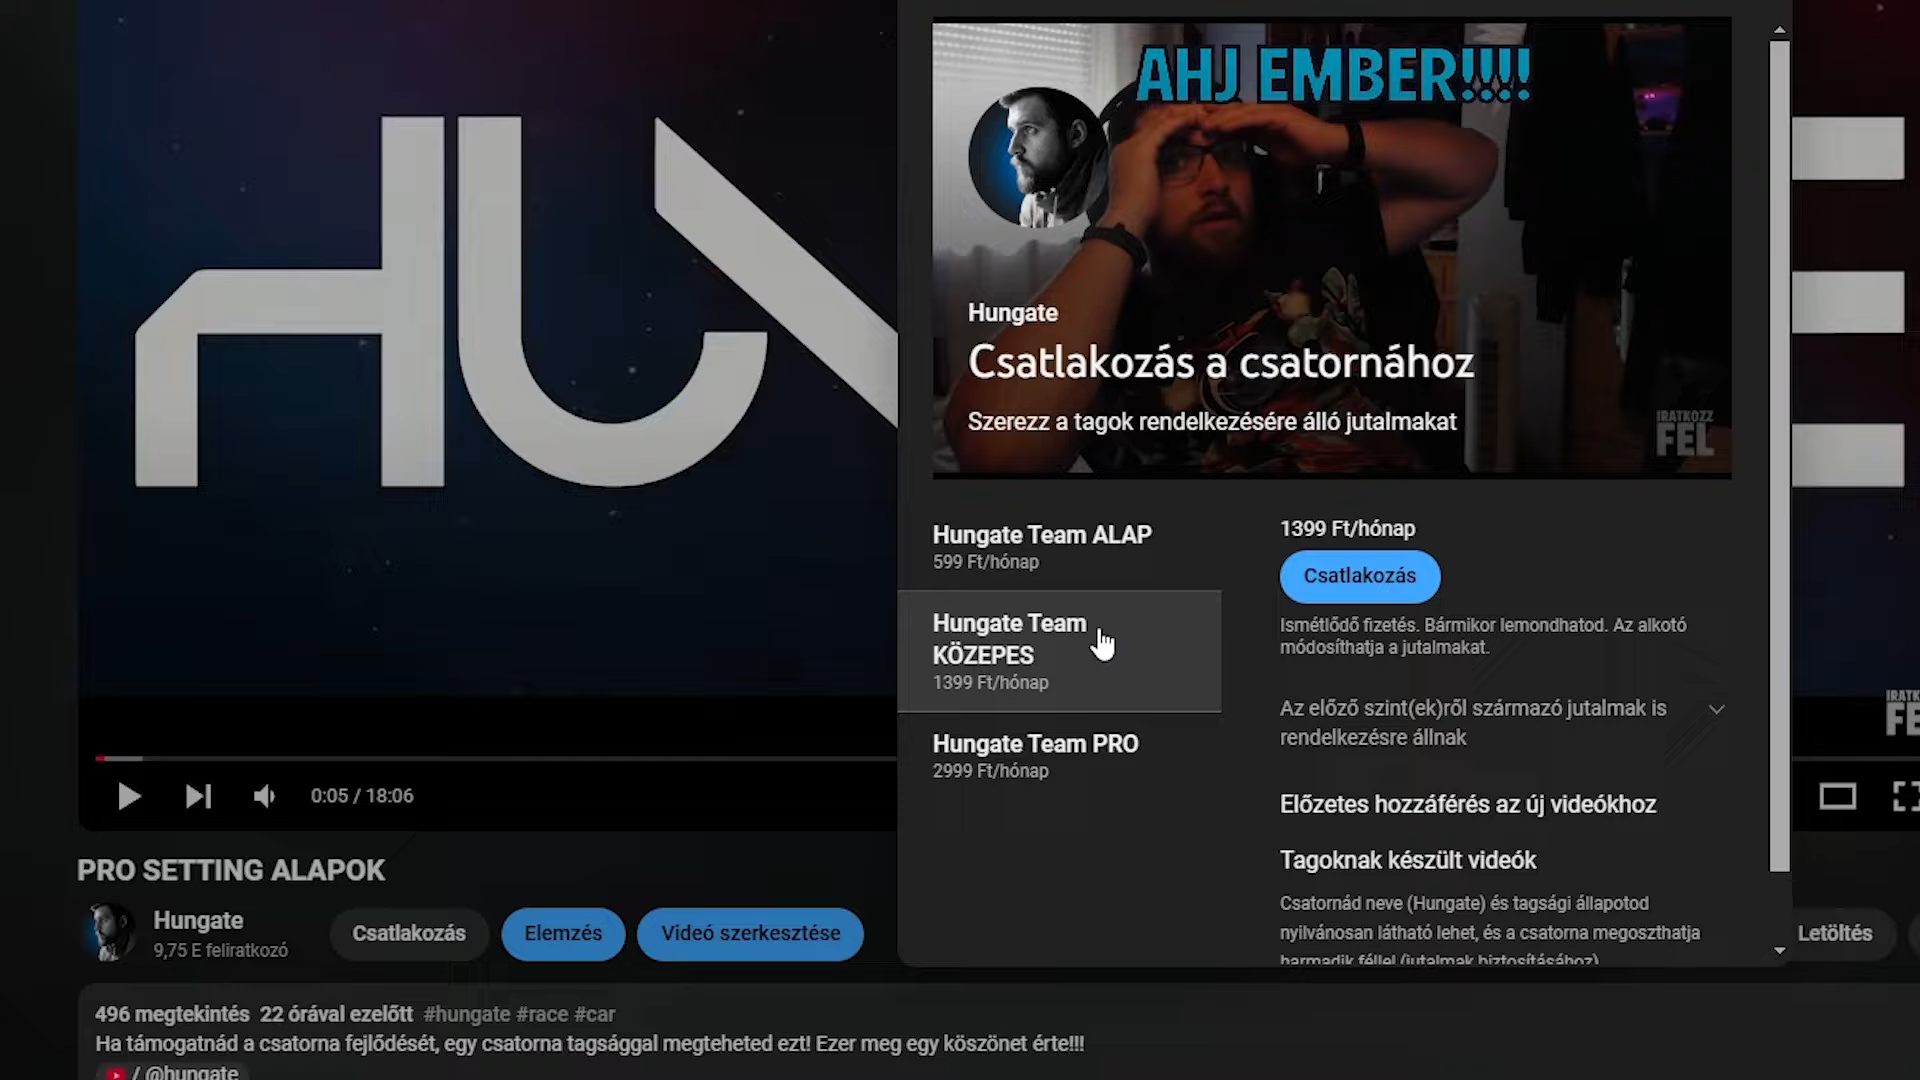 HU
AHJ EMBER!!!!
Hungate
Csatlakozás a csatornához
Szerezz a tagok rendelkezésére álló jutalmakat
IRATKOZZ
FEL
Hungate Team ALAP
599 Ft/hónap
Hungate Team
KÖZEPES
1399 Ft/hónap
Hungate Team PRO
2999 Ft/hónap
1399 Ft/hónap
Csatlakozás
Ismétlődő fizetés. Bármikor lemondhatod. Az alkotó
módosíthatja a jutalmakat.
Az előző szint(ek)ről származó jutalmak is
rendelkezésre állnak
Előzetes hozzáférés az új videókhoz
Tagoknak készült videók
Csatornád neve (Hungate) és tagsági állapotod
nyilvánosan látható lehet, és a csatorna megoszthatja
harmadik féllel (jutalmak biztosításához)
0:05 / 18:06
PRO SETTING ALAPOK
Hungate
9,75 E feliratkozó
Csatlakozás
Elemzés
Videó szerkesztése
Letöltés
496 megtekintés 22 órával ezelőtt #hungate #race #car
Ha támogatnád a csatorna fejlődését, egy csatorna tagsággal megteheted ezt! Ezer meg egy köszönet érte!!!
/ @hungate